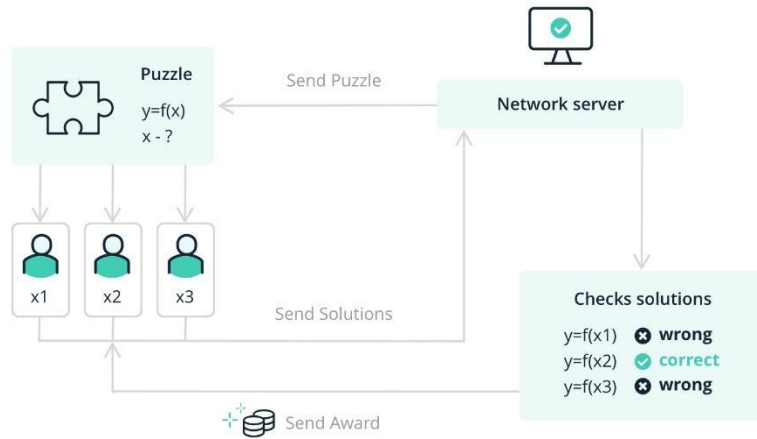 Puzzle
y=f(x)
x - ?
Send Puzzle
Network server
x1
x2
x3
Send Solutions
Checks solutions
y=f(x1) wrong
y=f(x2) correct
y=f(x3) wrong
Send Award